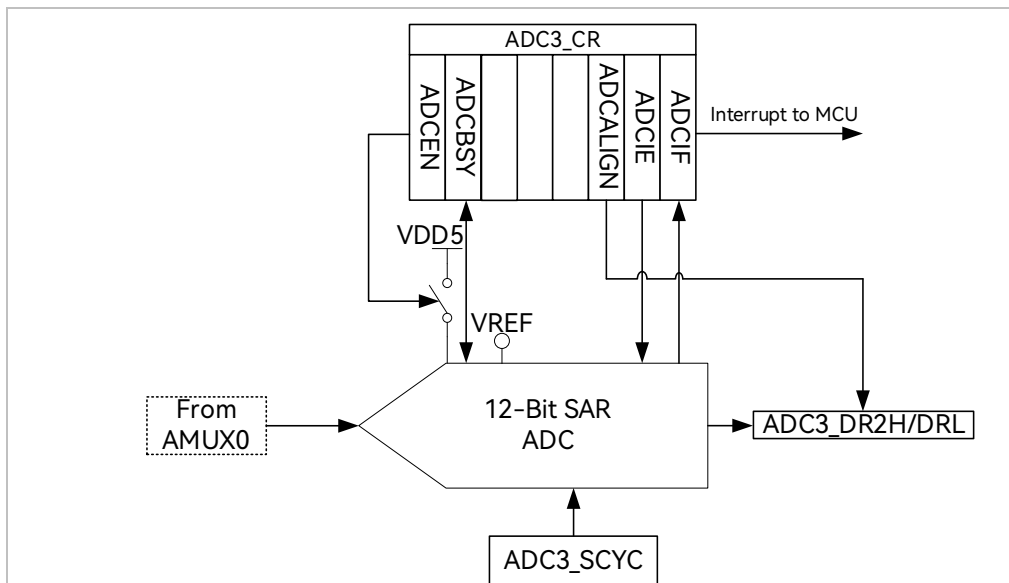 ADC3_CR
ADCEN
ADCBSY
ADCALIGN
ADCIE
ADCIF
Interrupt to MCU
VDD5
VREF
From
AMUX0
12-Bit SAR
ADC
ADC3_DR2H/DRL
ADC3_SCYC